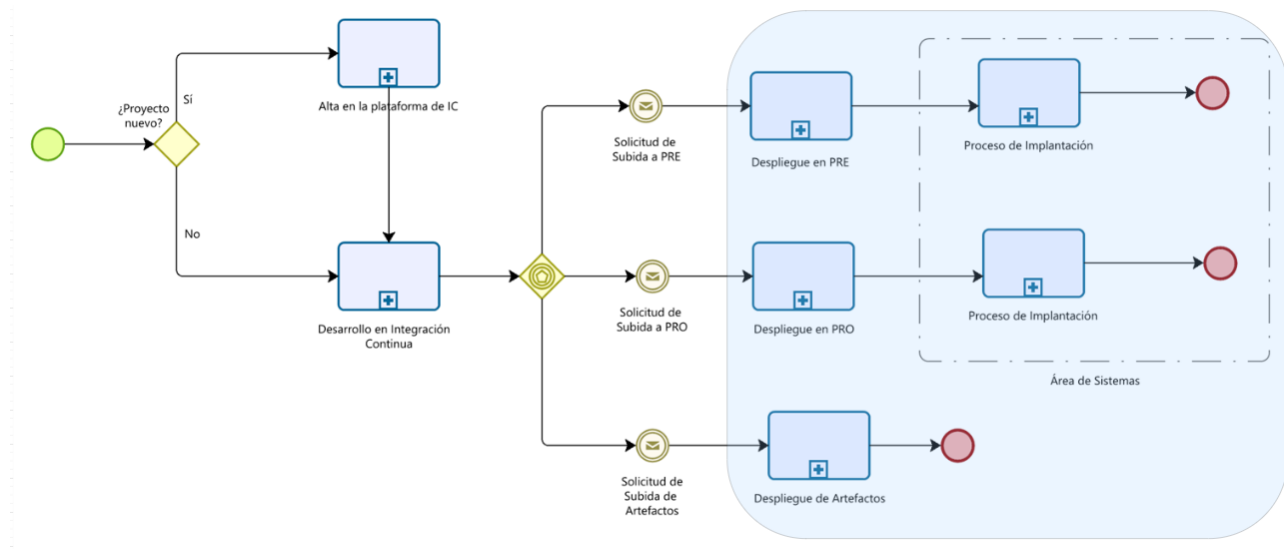 ¿Proyecto
nuevo?
Sí
No
Alta en la plataforma de IC
Desarrollo en Integración
Continua
Solicitud de
Subida a PRE
Despliegue en PRE
Proceso de Implantación
Solicitud de
Subida a PRO
Despliegue en PRO
Proceso de Implantación
Área de Sistemas
Solicitud de
Subida de
Artefactos
Despliegue de Artefactos